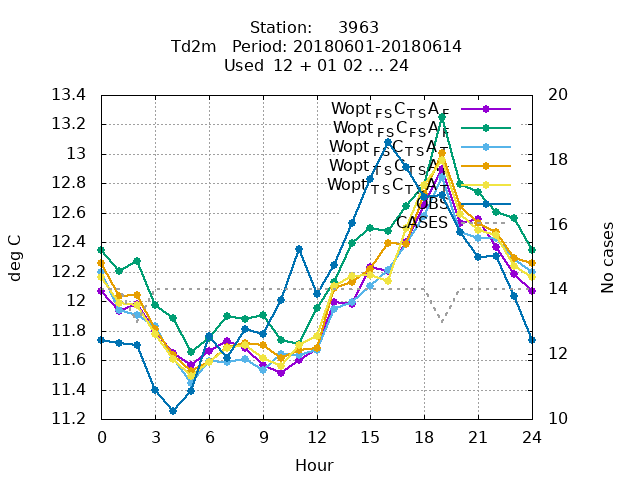 Station: 3963
Td2m Period: 20180601-20180614
Used 12 + 01 02 ... 24
13.4
13.2
13
12.8
12.6
12.4
12.2
12
11.8
11.6
11.4
11.2
deg C
20
18
16
14
12
10
No cases
Wopt FS C TS A F
Wopt FS C FS A F
Wopt FS C TS A T
Wopt TS C TS A F
Wopt TS C T A T
OBS
CASES
0 3 6 9 12 15 18 21 24
Hour